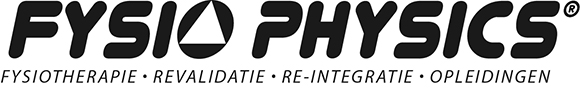 FYSIO PHYSICS®
FYSIOTHERAPIE • REVALIDATIE • RE-INTEGRATIE • OPLEIDINGEN